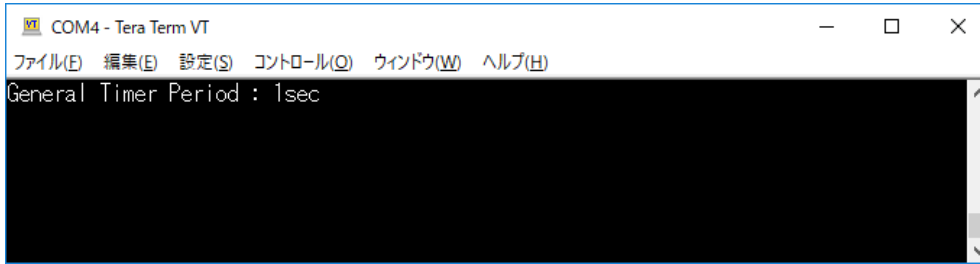 COM4 - Tera Term VT
ファイル(F) 編集(E) 設定(S) コントロール(O) ウィンドウ(W) ヘルプ(H)
General Timer Period : 1sec